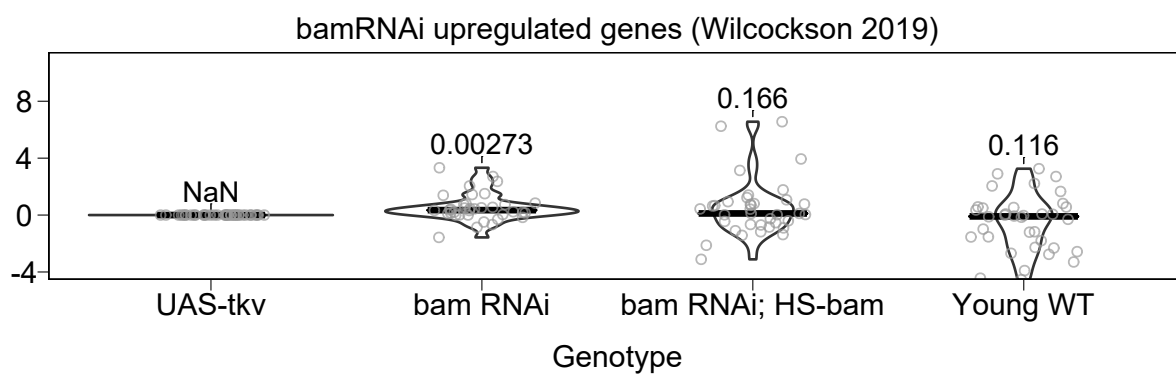 bamRNAi upregulated genes (Wilcockson 2019)
8
4
0
-4
NaN
0.00273
0.166
0.116
UAS-tkv
bam RNAi
bam RNAi; HS-bam
Young WT
Genotype